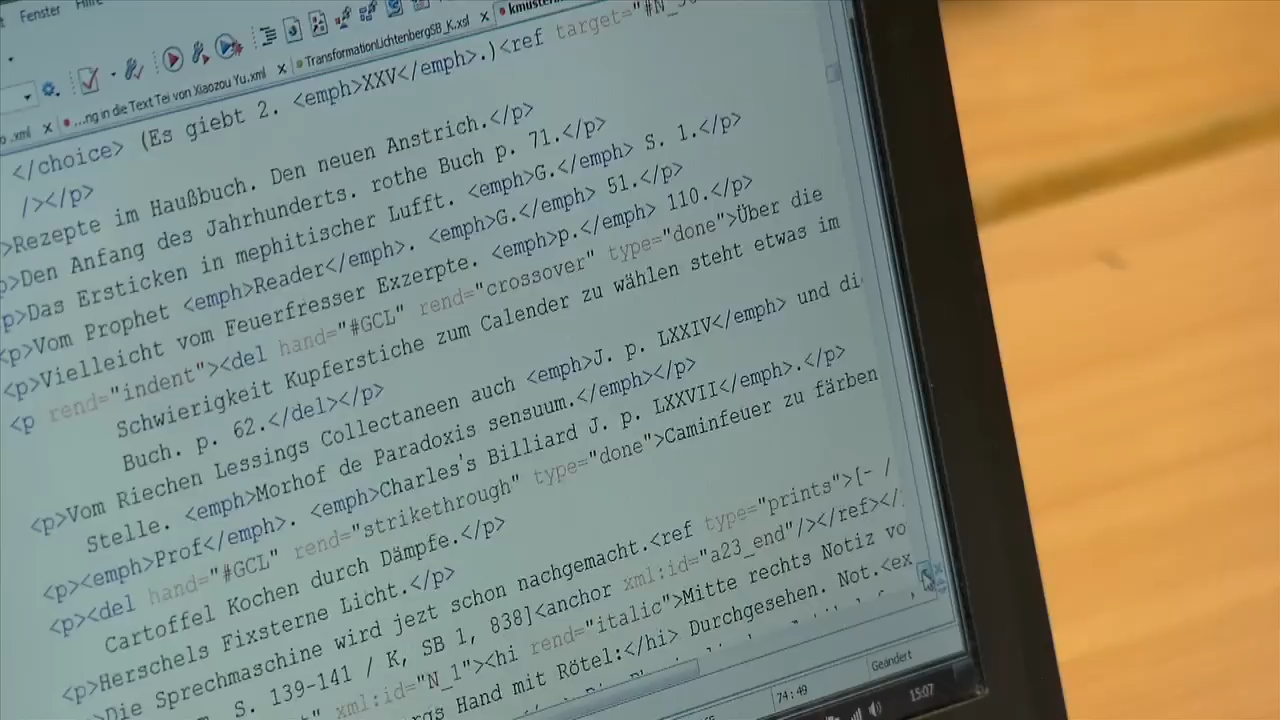 Fenster
TransformationLichtenbergSB_K.xsl
.xml ...ng in die Text Tei von Xiaozou Yu.xml
</choice> (Es giebt 2. <emph>XXV</emph>.)<ref target="#N_
/></p>
>Rezepte im Haußbuch. Den neuen Anstrich.</p>
p>Den Anfang des Jahrhunderts. rothe Buch p. 71.</p>
p>Das Ersticken in mephitischer Lufft. <emph>G.</emph> S. 1.</p>
<p>Vom Prophet <emph>Reader</emph>. <emph>G.</emph> 51.</p>
<p>Vielleicht vom Feuerfresser Exzerpte. <emph>p.</emph> 110.</p>
<p rend="indent"><del hand="#GCL" rend="crossover" type="done">Über die
Schwierigkeit Kupferstiche zum Calender zu wählen steht etwas im
Buch. p. 62.</del></p>
<p>Vom Riechen Lessings Collectaneen auch <emph>J. p. LXXIV</emph> und di
Stelle. <emph>Morhof de Paradoxis sensuum.</emph></p>
<p><emph>Prof</emph>. <emph>Charles's Billiard J. p. LXXVII</emph>.</p>
<p><del hand="#GCL" rend="strikethrough" type="done">Caminfeuer zu färben
Cartoffel Kochen durch Dämpfe.</p>
<p>Herschels Fixsterne Licht.</p>
>Die Sprechmaschine wird jezt schon nachgemacht.<ref type="prints">[- /
S. 139-141 / K, SB 1, 838]<anchor xml:id="a23_end"/></ref></
" xml:id="N_1"><hi rend="italic">Mitte rechts Notiz vo
Hand mit Rötel:</hi> Durchgesehen. Not.<ex
74:49 Geändert
15:07